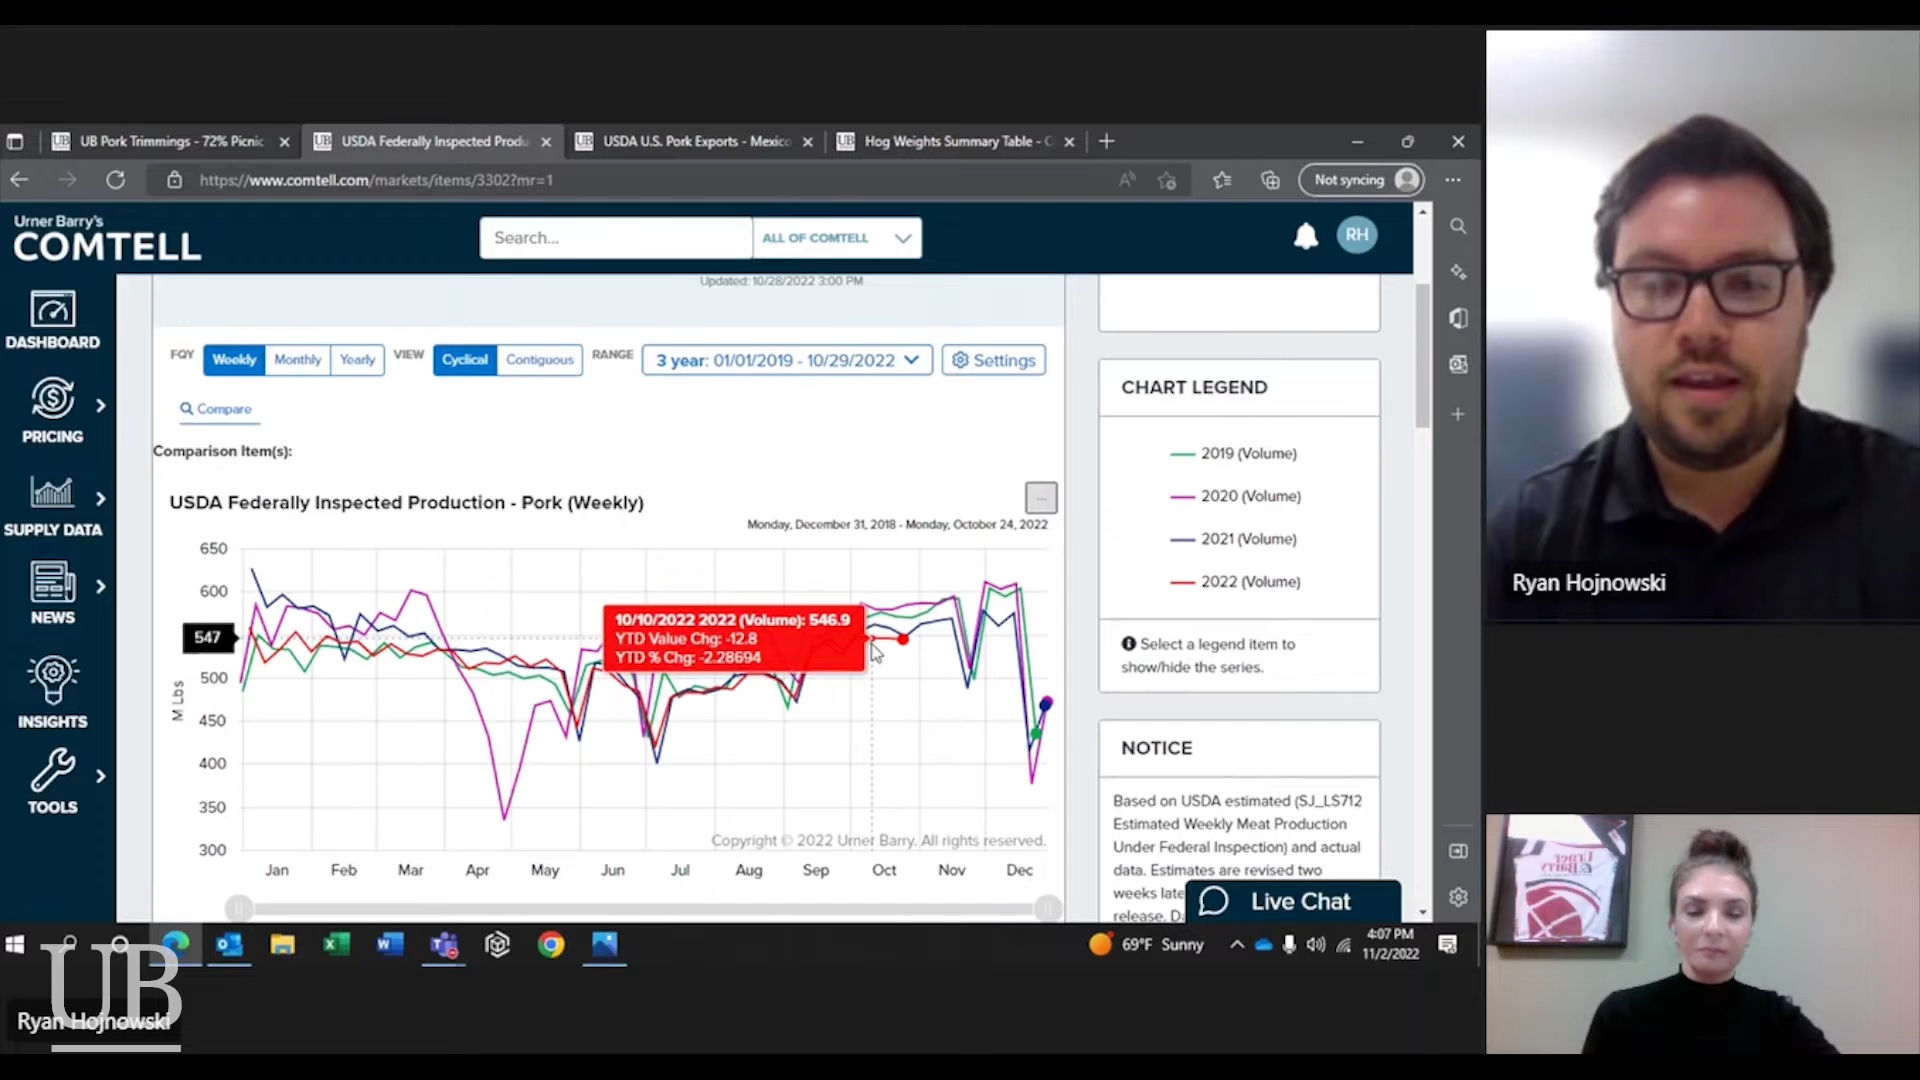 UB Pork Trimmings - 72% Picnic
USDA Federally Inspected Produ
USDA U.S. Pork Exports - Mexico
Hog Weights Summary Table - C
https://www.comtell.com/markets/items/3302?mr=1
Not syncing
Urner Barry's
COMTELL
Search...
ALL OF COMTELL
RH
Updated: 10/28/2022 3:00 PM
DASHBOARD
PRICING
SUPPLY DATA
NEWS
INSIGHTS
TOOLS
FQY
Weekly
Monthly
Yearly
VIEW
Cyclical
Contiguous
RANGE
3 year: 01/01/2019 - 10/29/2022
Settings
Compare
Comparison Item(s):
USDA Federally Inspected Production - Pork (Weekly)
...
Monday, December 31, 2018 - Monday, October 24, 2022
650
600
547
500
450
400
350
300
M Lbs
10/10/2022 2022 (Volume): 546.9
YTD Value Chg: -12.8
YTD % Chg: -2.28694
Copyright © 2022 Urner Barry. All rights reserved.
Jan
Feb
Mar
Apr
May
Jun
Jul
Aug
Sep
Oct
Nov
Dec
CHART LEGEND
2019 (Volume)
2020 (Volume)
2021 (Volume)
2022 (Volume)
Select a legend item to
show/hide the series.
NOTICE
Based on USDA estimated (SJ_LS712
Estimated Weekly Meat Production
Under Federal Inspection) and actual
data. Estimates are revised two
weeks late
release. D
Live Chat
69°F Sunny
4:07 PM
11/2/2022
UB
Ryan Hojnowski
Ryan Hojnowski
Urner
Barry